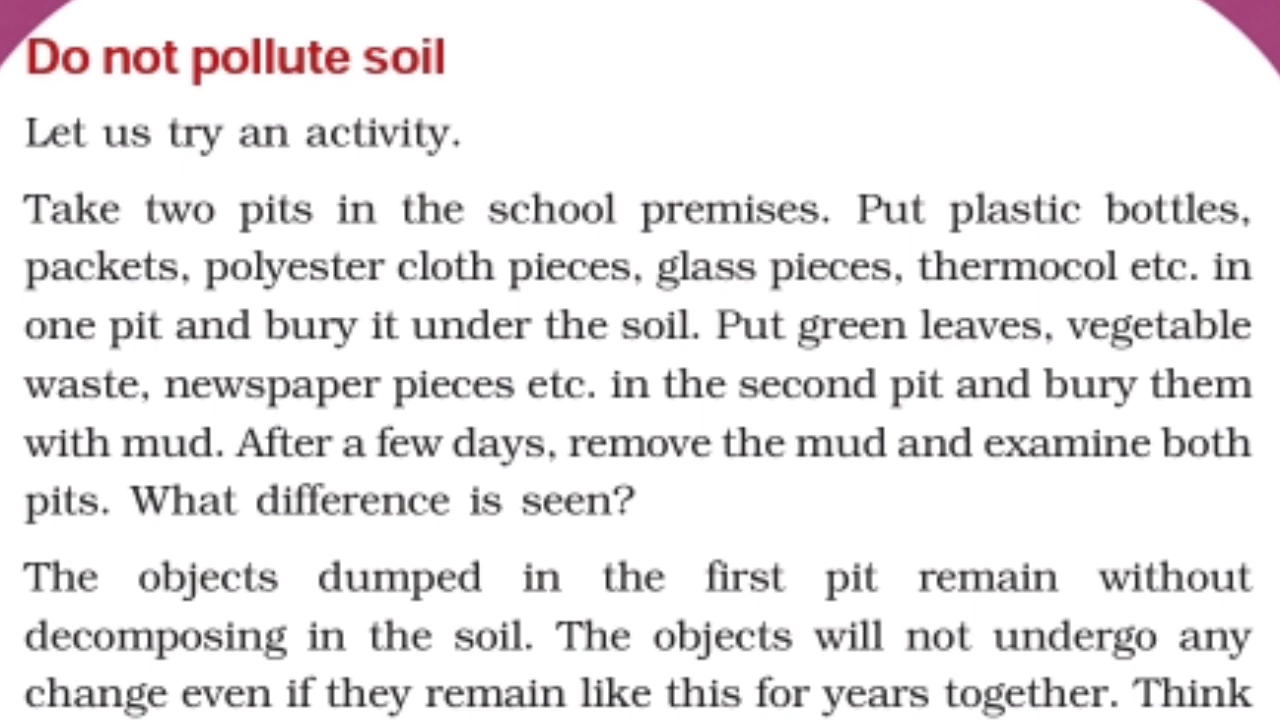 Do not pollute soil
Let us try an activity.
Take two pits in the school premises. Put plastic bottles,
packets, polyester cloth pieces, glass pieces, thermocol etc. in
one pit and bury it under the soil. Put green leaves, vegetable
waste, newspaper pieces etc. in the second pit and bury them
with mud. After a few days, remove the mud and examine both
pits. What difference is seen?
The objects dumped in the first pit remain without
decomposing in the soil. The objects will not undergo any
change even if they remain like this for years together. Think